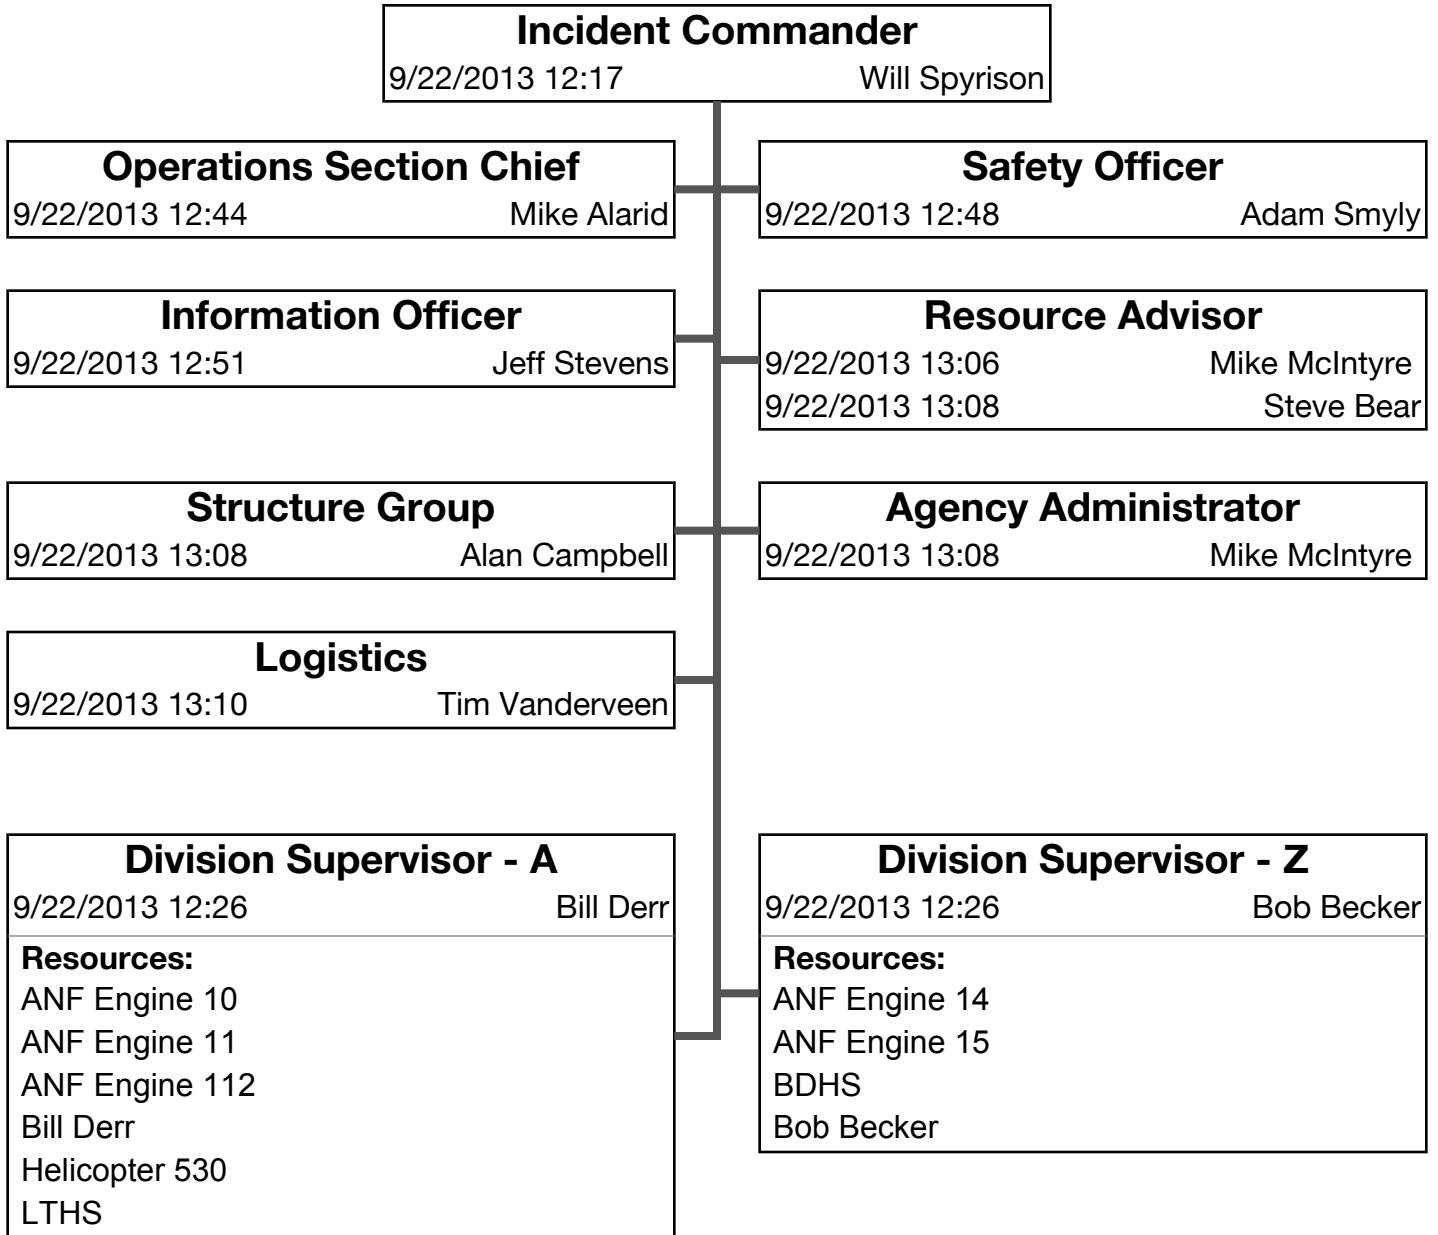 Incident Commander
9/22/2013 12:17 Will Spyrison
Operations Section Chief
9/22/2013 12:44 Mike Alarid
Safety Officer
9/22/2013 12:48 Adam Smyly
Information Officer
9/22/2013 12:51 Jeff Stevens
Resource Advisor
9/22/2013 13:06 Mike McIntyre
9/22/2013 13:08 Steve Bear
Structure Group
9/22/2013 13:08 Alan Campbell
Agency Administrator
9/22/2013 13:08 Mike McIntyre
Logistics
9/22/2013 13:10 Tim Vanderveen
Division Supervisor - A
9/22/2013 12:26 Bill Derr
Resources:
ANF Engine 10
ANF Engine 11
ANF Engine 112
Bill Derr
Helicopter 530
LTHS
Division Supervisor - Z
9/22/2013 12:26 Bob Becker
Resources:
ANF Engine 14
ANF Engine 15
BDHS
Bob Becker